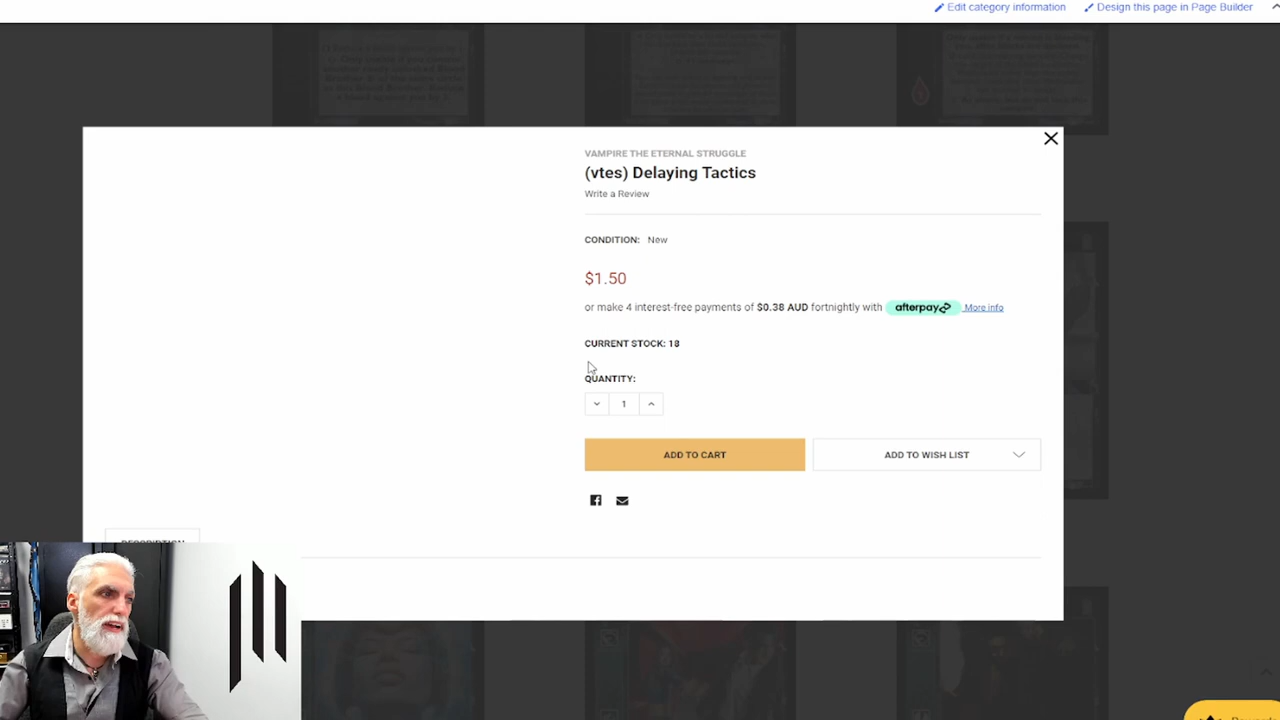 Edit category information
Design this page in Page Builder
VAMPIRE THE ETERNAL STRUGGLE
(vtes) Delaying Tactics
Write a Review
CONDITION: New
$1.50
or make 4 interest-free payments of $0.38 AUD fortnightly with afterpay More info
CURRENT STOCK: 18
QUANTITY:
1
ADD TO CART
ADD TO WISH LIST
DESCRIPTION